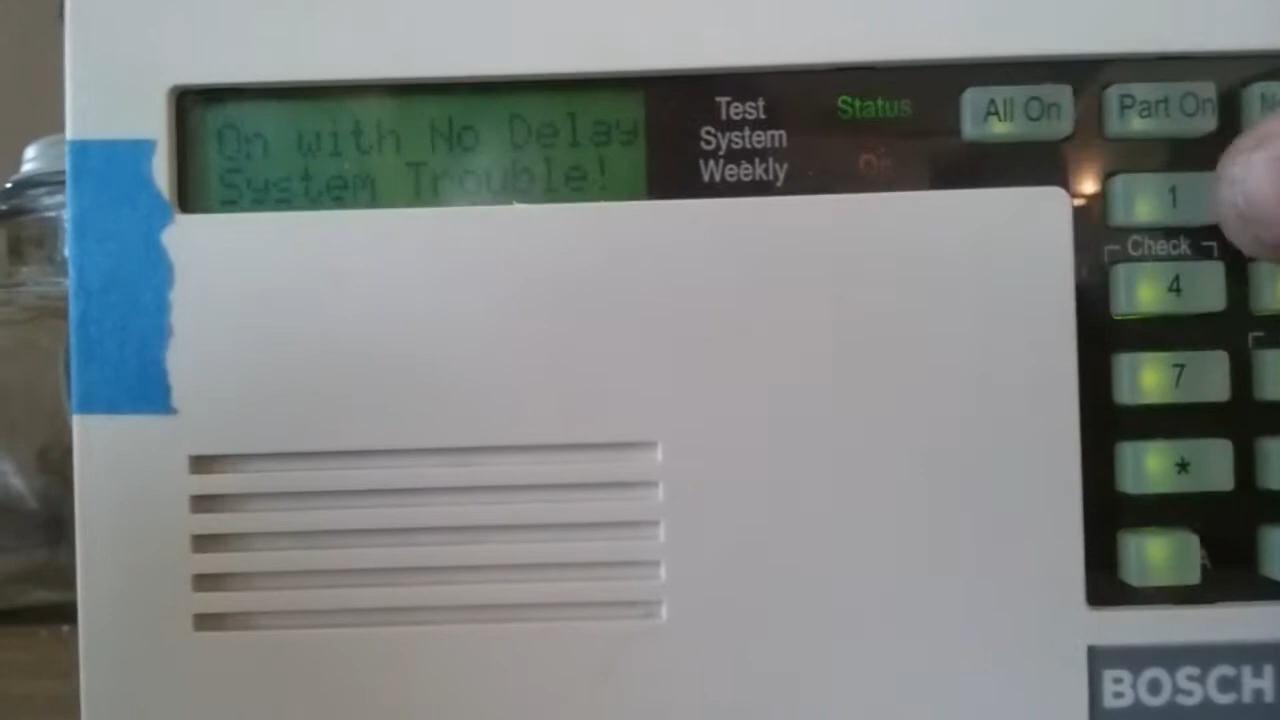 On with No Delay
System Trouble!
Test
System
Weekly
Status
On
All On
Part On
1
Check
4
7
*
BOSCH